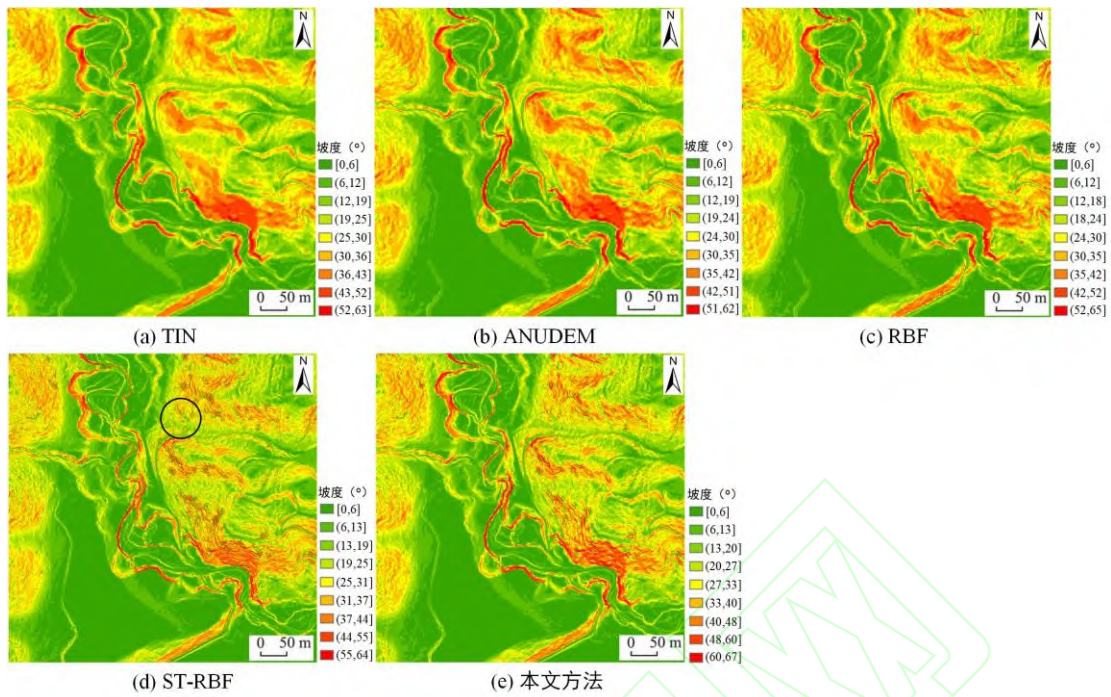 N
坡度（°）
[0,6]
(6,12]
(12,19]
(19,25]
(25,30]
(30,36]
(36,43]
(43,52]
(52,63]
0 50 m
(a) TIN
N
坡度（°）
[0,6]
(6,12]
(12,19]
(19,24]
(24,30]
(30,35]
(35,42]
(42,51]
(51,62]
0 50 m
(b) ANUDEM
N
坡度（°）
[0,6]
(6,12]
(12,18]
(18,24]
(24,30]
(30,35]
(35,42]
(42,52]
(52,65]
0 50 m
(c) RBF
N
坡度（°）
[0,6]
(6,13]
(13,19]
(19,25]
(25,31]
(31,37]
(37,44]
(44,55]
(55,64]
0 50 m
(d) ST-RBF
N
坡度（°）
[0,6]
(6,13]
(13,20]
(20,27]
(27,33]
(33,40]
(40,48]
(48,60]
(60,67]
0 50 m
(e) 本文方法